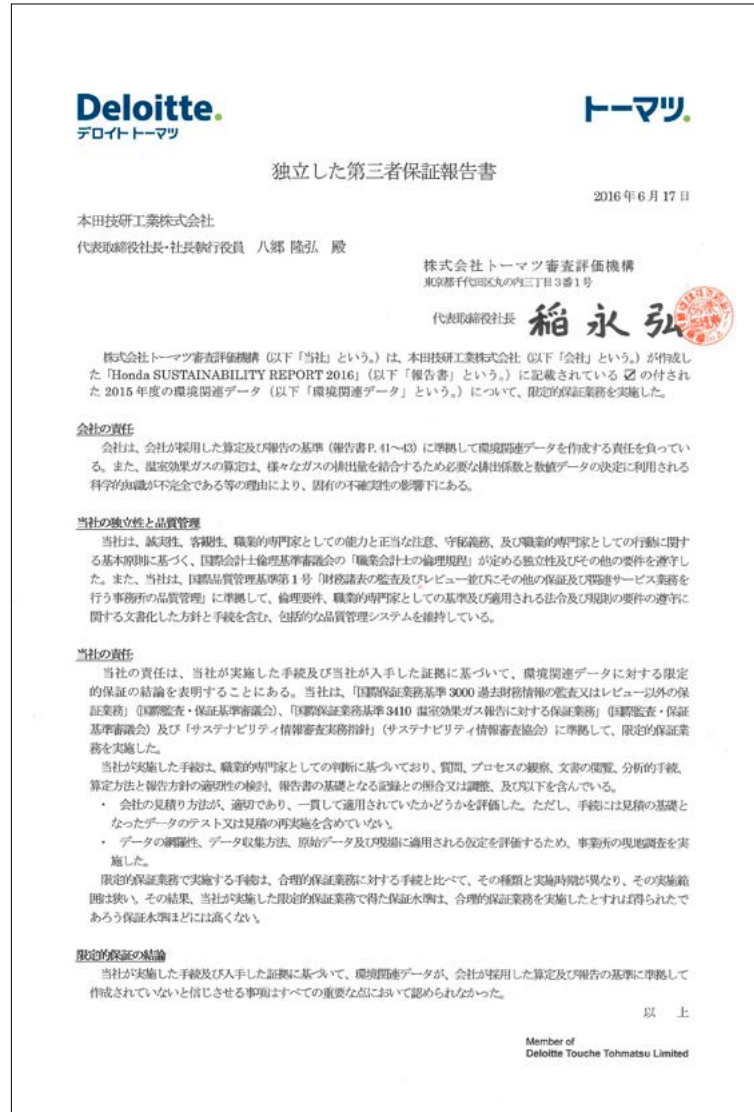 Deloitte.
デロイト トーマツ
トーマツ.
独立した第三者保証報告書
2016年6月17日
本田技研工業株式会社
代表取締役社長・社長執行役員 八郷 隆弘 殿
株式会社トーマツ審査評価機構
東京都千代田区丸の内三丁目3番1号
代表取締役社長 稲永弘
株式会社トーマツ審査評価機構（以下「当社」という。）は、本田技研工業株式会社（以下「会社」という。）が作成し
た「Honda SUSTAINABILITY REPORT 2016」（以下「報告書」という。）に記載されている ☑ の付され
た 2015 年度の環境関連データ（以下「環境関連データ」という。）について、限定的保証業務を実施した。
会社の責任
会社は、会社が採用した算定及び報告の基準（報告書P. 41～43）に準拠して環境関連データを作成する責任を負ってい
る。また、温室効果ガスの算定は、様々なガスの排出量を結合するため必要な排出係数と数値データの決定に利用される
科学的知識が不完全である等の理由により、固有の不確実性の影響下にある。
当社の独立性と品質管理
当社は、誠実性、客観性、職業的専門家としての能力と正当な注意、守秘義務、及び職業的専門家としての行動に関す
る基本原則に基づく、国際会計士倫理基準審議会の「職業会計士の倫理規程」が定める独立性及びその他の要件を遵守し
た。また、当社は、国際品質管理基準第1号「財務諸表の監査及びレビュー並びにその他の保証及び関連サービス業務を
行う事務所の品質管理」に準拠して、倫理要件、職業的専門家としての基準及び適用される法令及び規則の要件の遵守に
関する文書化した方針と手続を含む、包括的な品質管理システムを維持している。
当社の責任
当社の責任は、当社が実施した手続及び当社が入手した証拠に基づいて、環境関連データに対する限定
的保証の結論を表明することにある。当社は、「国際保証業務基準 3000 過去財務情報の監査又はレビュー以外の保
証業務」（国際監査・保証基準審議会）、「国際保証業務基準 3410 温室効果ガス報告に対する保証業務」（国際監査・保証
基準審議会）及び「サステナビリティ情報審査実務指針」（サステナビリティ情報審査協会）に準拠して、限定的保証業
務を実施した。
当社が実施した手続は、職業的専門家としての判断に基づいており、質問、プロセスの観察、文書の閲覧、分析的手続、
算定方法と報告方針の適切性の検討、報告書の基礎となる記録との照合又は調整、及び以下を含んでいる。
・ 会社の見積り方法が、適切であり、一貫して適用されていたかどうかを評価した。ただし、手続には見積の基礎と
なったデータのテスト又は見積の再実施を含めていない。
・ データの網羅性、データ収集方法、原始データ及び現場に適用される仮定を評価するため、事業所の現地調査を実
施した。
限定的保証業務で実施する手続は、合理的保証業務に対する手続と比べて、その種類と実施時期が異なり、その実施範
囲は狭い。その結果、当社が実施した限定的保証業務で得た保証水準は、合理的保証業務を実施したとすれば得られたで
あろう保証水準ほどには高くない。
限定的保証の結論
当社が実施した手続及び入手した証拠に基づいて、環境関連データが、会社が採用した算定及び報告の基準に準拠して
作成されていないと信じさせる事項はすべての重要な点において認められなかった。
以 上
Member of
Deloitte Touche Tohmatsu Limited